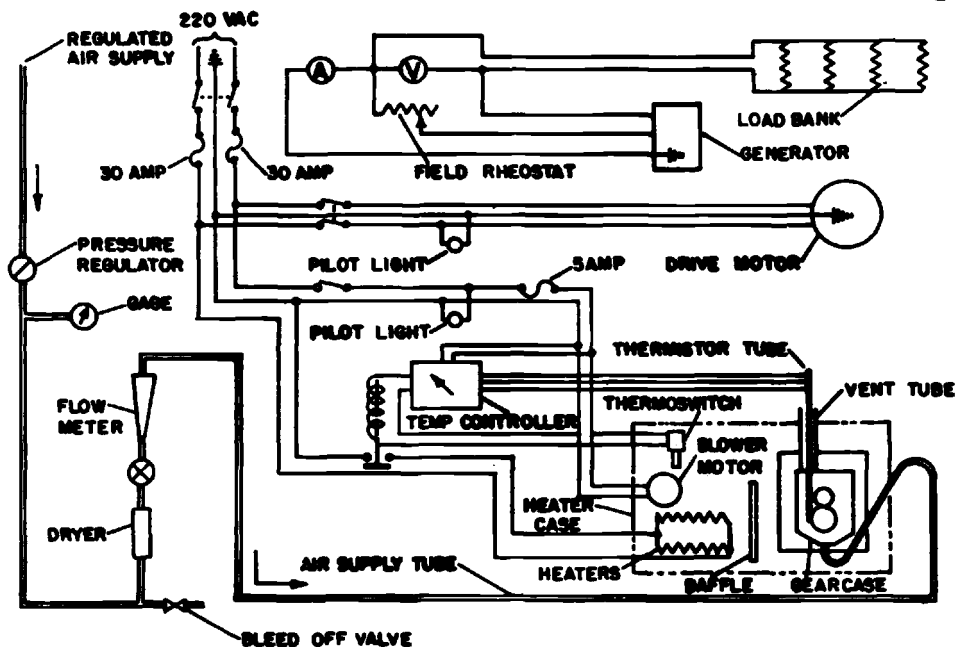 220 VAC
REGULATED
AIR SUPPLY
A
V
LOAD BANK
GENERATOR
30 AMP
30 AMP
FIELD RHEOSTAT
PRESSURE
REGULATOR
PILOT LIGHT
5 AMP
DRIVE MOTOR
GAGE
PILOT LIGHT
THERMISTOR TUBE
VENT TUBE
FLOW
METER
TEMP CONTROLLER
THERMOSWITCH
BLOWER
MOTOR
HEATER
CASE
DRYER
AIR SUPPLY TUBE
HEATERS
BAFFLE
GEARCASE
BLEED OFF VALVE